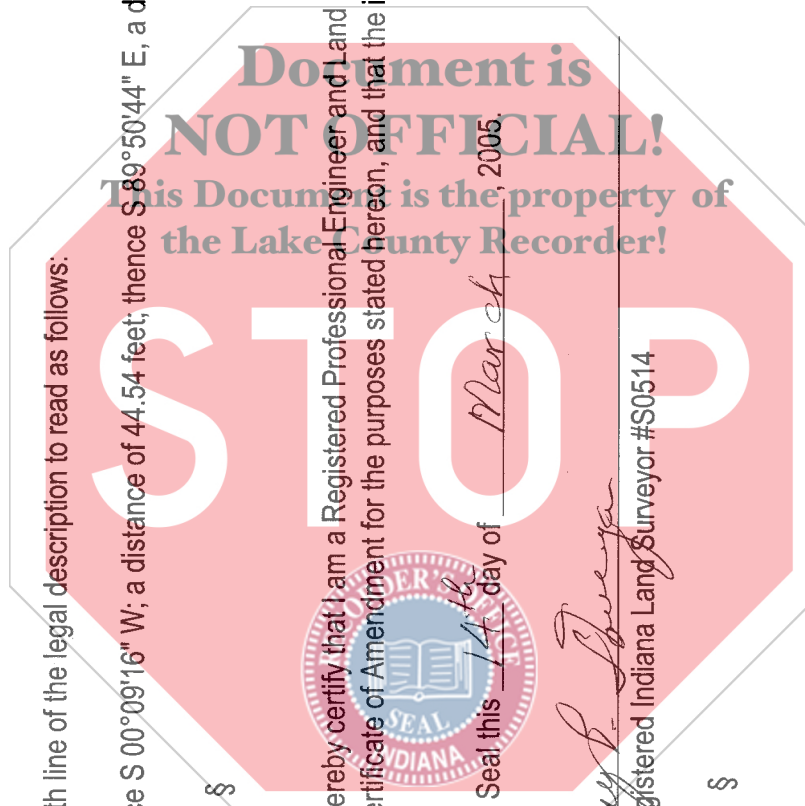 Document is
NOT OFFICIAL!
This Document is the property of
the Lake County Recorder!
STOP
RECORDER'S OFFICE
SEAL
INDIANA
th line of the legal description to read as follows:
ce S 00°09'16" W; a distance of 44.54 feet; thence S 89°50'44" E, a d
§
ereby certify that I am a Registered Professional Engineer and Land
ertificate of Amendment for the purposes stated hereon, and that the i
Seal this 14th day of March, 2005.
gistered Indiana Land Surveyor #S0514
§